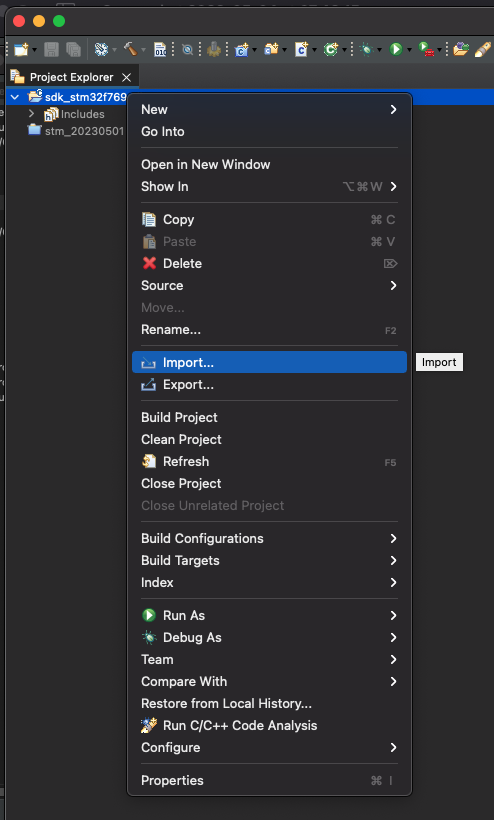 Project Explorer
sdk_stm32f769
Includes
stm_20230501
New
Go Into
Open in New Window
Show In ⌥⌘W
Copy ⌘C
Paste ⌘V
Delete ⌦
Source
Move...
Rename... F2
Import...
Import
Export...
Build Project
Clean Project
Refresh F5
Close Project
Close Unrelated Project
Build Configurations
Build Targets
Index
Run As
Debug As
Team
Compare With
Restore from Local History...
Run C/C++ Code Analysis
Configure
Properties ⌘I